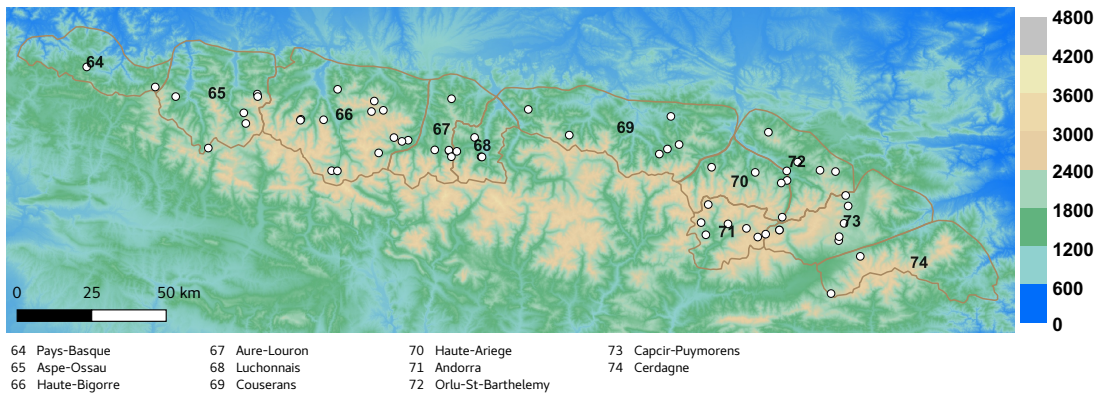 64
65
66
67
68
69
70
71
72
73
74
0 25 50 km
4800
4200
3600
3000
2400
1800
1200
600
0
64 Pays-Basque
65 Aspe-Ossau
66 Haute-Bigorre
67 Aure-Louron
68 Luchonnais
69 Couserans
70 Haute-Ariege
71 Andorra
72 Orlu-St-Barthelemy
73 Capcir-Puymorens
74 Cerdagne